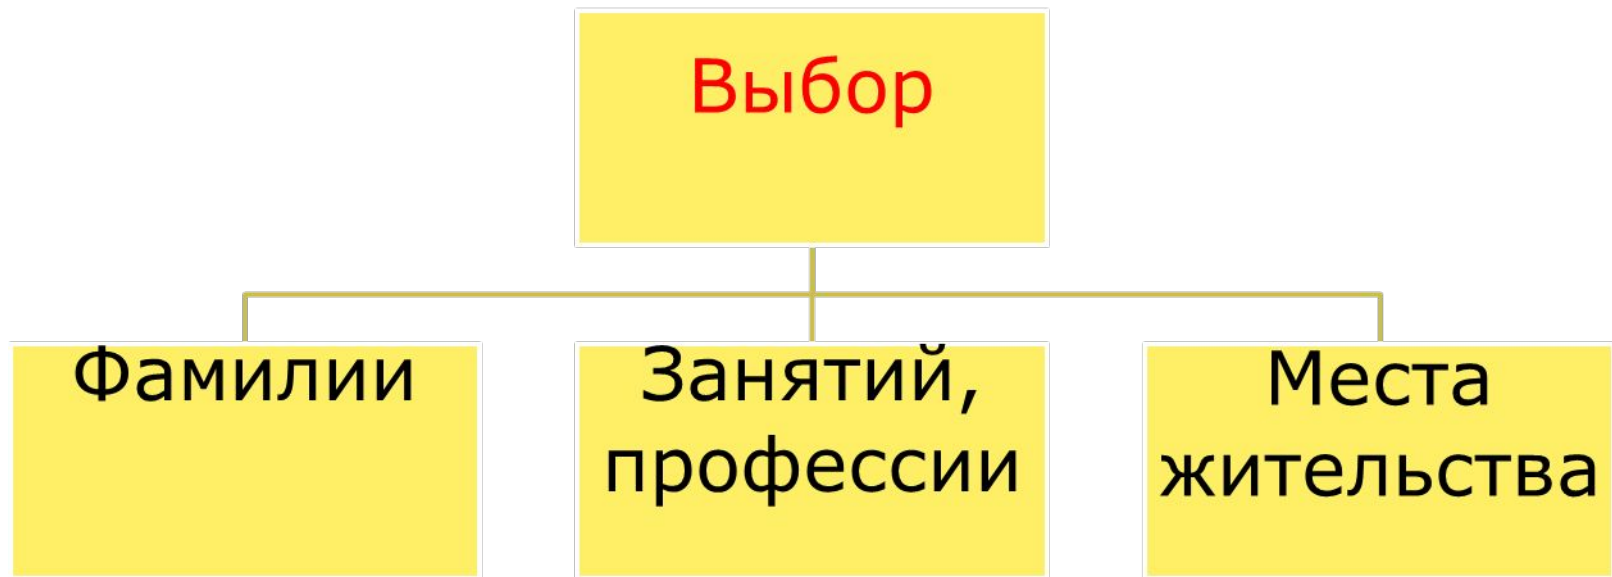 Выбор
Фамилии
Занятий,
профессии
Места
жительства